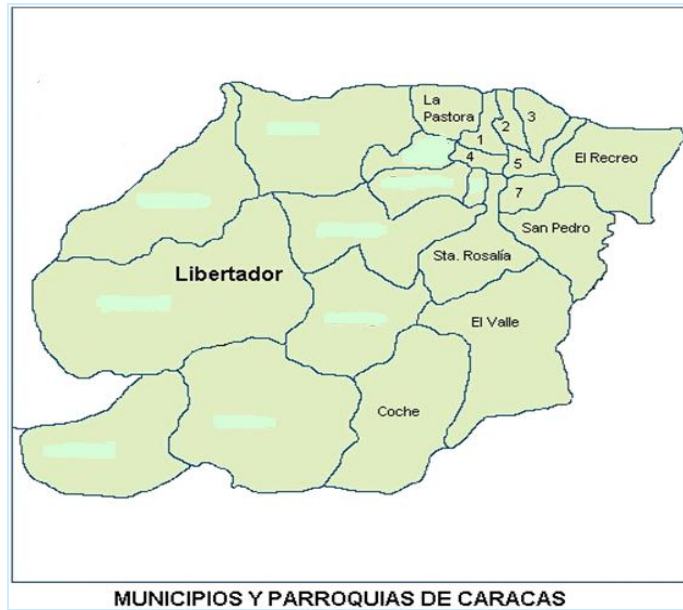 La
Pastora
1
2
3
4
5
El Recreo
7
San Pedro
Sta. Rosalía
Libertador
El Valle
Coche
MUNICIPIOS Y PARROQUIAS DE CARACAS